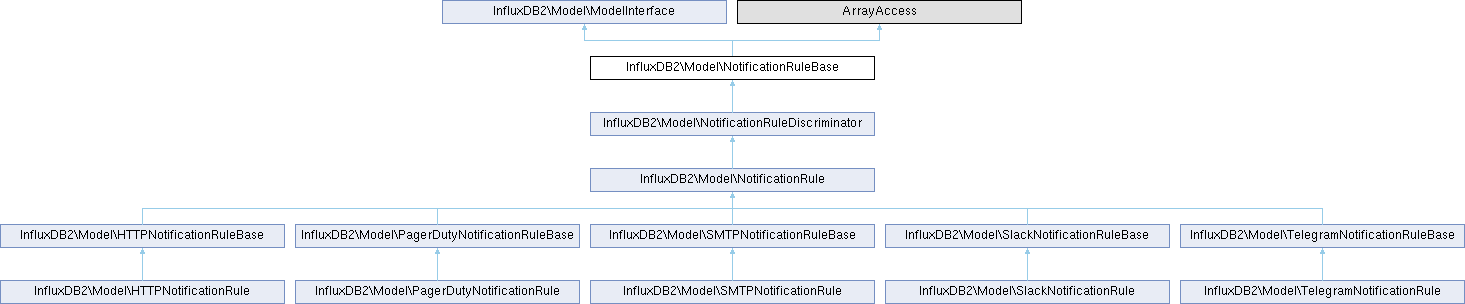 InfluxDB2\Model\ModelInterface
ArrayAccess
InfluxDB2\Model\NotificationRuleBase
InfluxDB2\Model\NotificationRuleDiscriminator
InfluxDB2\Model\NotificationRule
InfluxDB2\Model\HTTPNotificationRuleBase
InfluxDB2\Model\PagerDutyNotificationRuleBase
InfluxDB2\Model\SMTPNotificationRuleBase
InfluxDB2\Model\SlackNotificationRuleBase
InfluxDB2\Model\TelegramNotificationRuleBase
InfluxDB2\Model\HTTPNotificationRule
InfluxDB2\Model\PagerDutyNotificationRule
InfluxDB2\Model\SMTPNotificationRule
InfluxDB2\Model\SlackNotificationRule
InfluxDB2\Model\TelegramNotificationRule